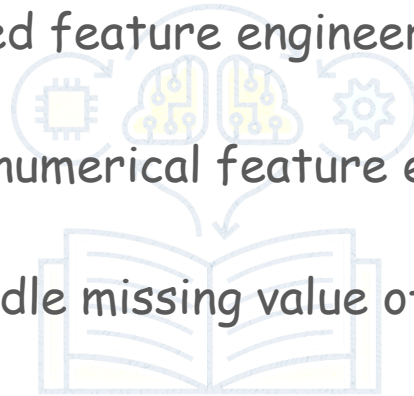 ed feature engineer
numerical feature e
dle missing value of